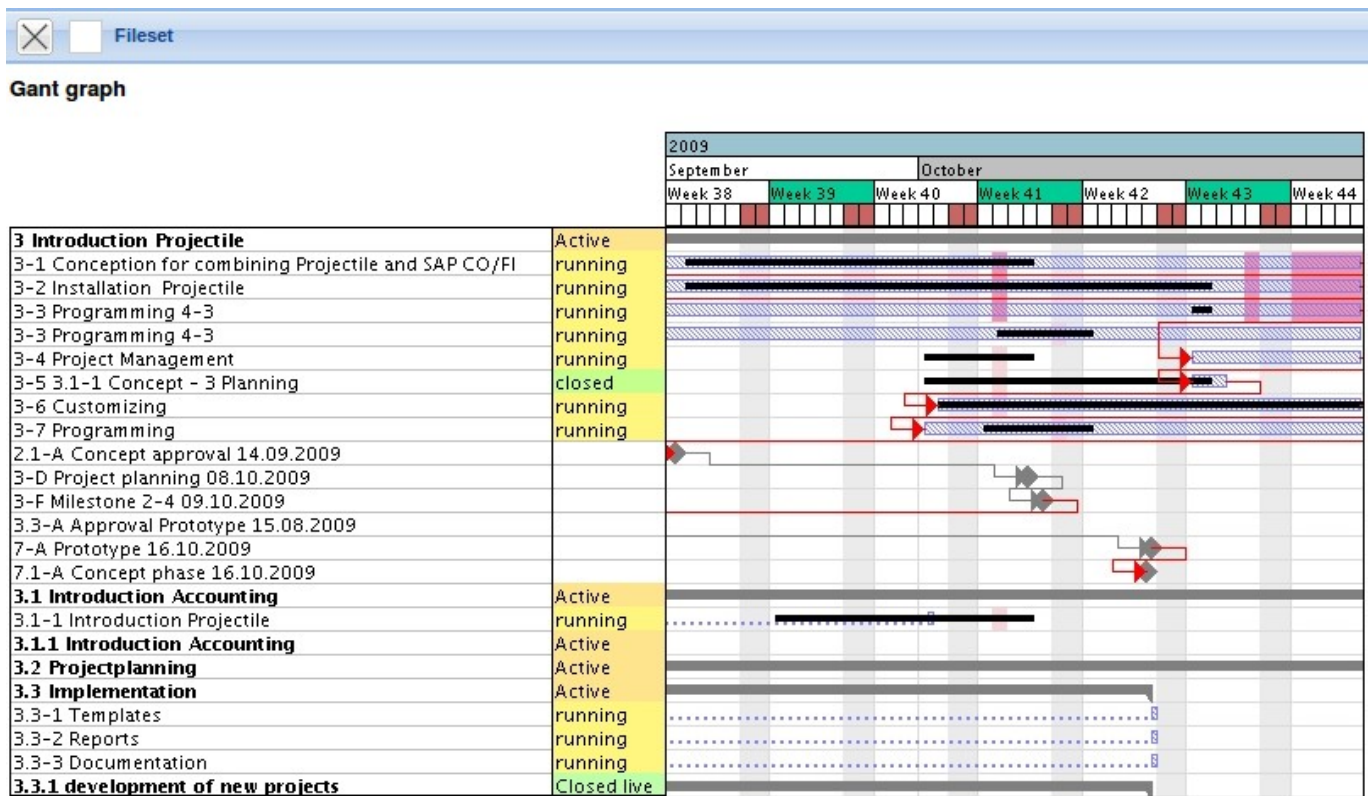 Fileset
Gant graph
2009
September October
Week 38 Week 39 Week 40 Week 41 Week 42 Week 43 Week 44
3 Introduction Projectile Active
3-1 Conception for combining Projectile and SAP CO/FI running
3-2 Installation Projectile running
3-3 Programming 4-3 running
3-3 Programming 4-3 running
3-4 Project Management running
3-5 3.1-1 Concept - 3 Planning closed
3-6 Customizing running
3-7 Programming running
2.1-A Concept approval 14.09.2009
3-D Project planning 08.10.2009
3-F Milestone 2-4 09.10.2009
3.3-A Approval Prototype 15.08.2009
7-A Prototype 16.10.2009
7.1-A Concept phase 16.10.2009
3.1 Introduction Accounting Active
3.1-1 Introduction Projectile running
3.1.1 Introduction Accounting Active
3.2 Projectplanning Active
3.3 Implementation Active
3.3-1 Templates running
3.3-2 Reports running
3.3-3 Documentation running
3.3.1 development of new projects Closed live